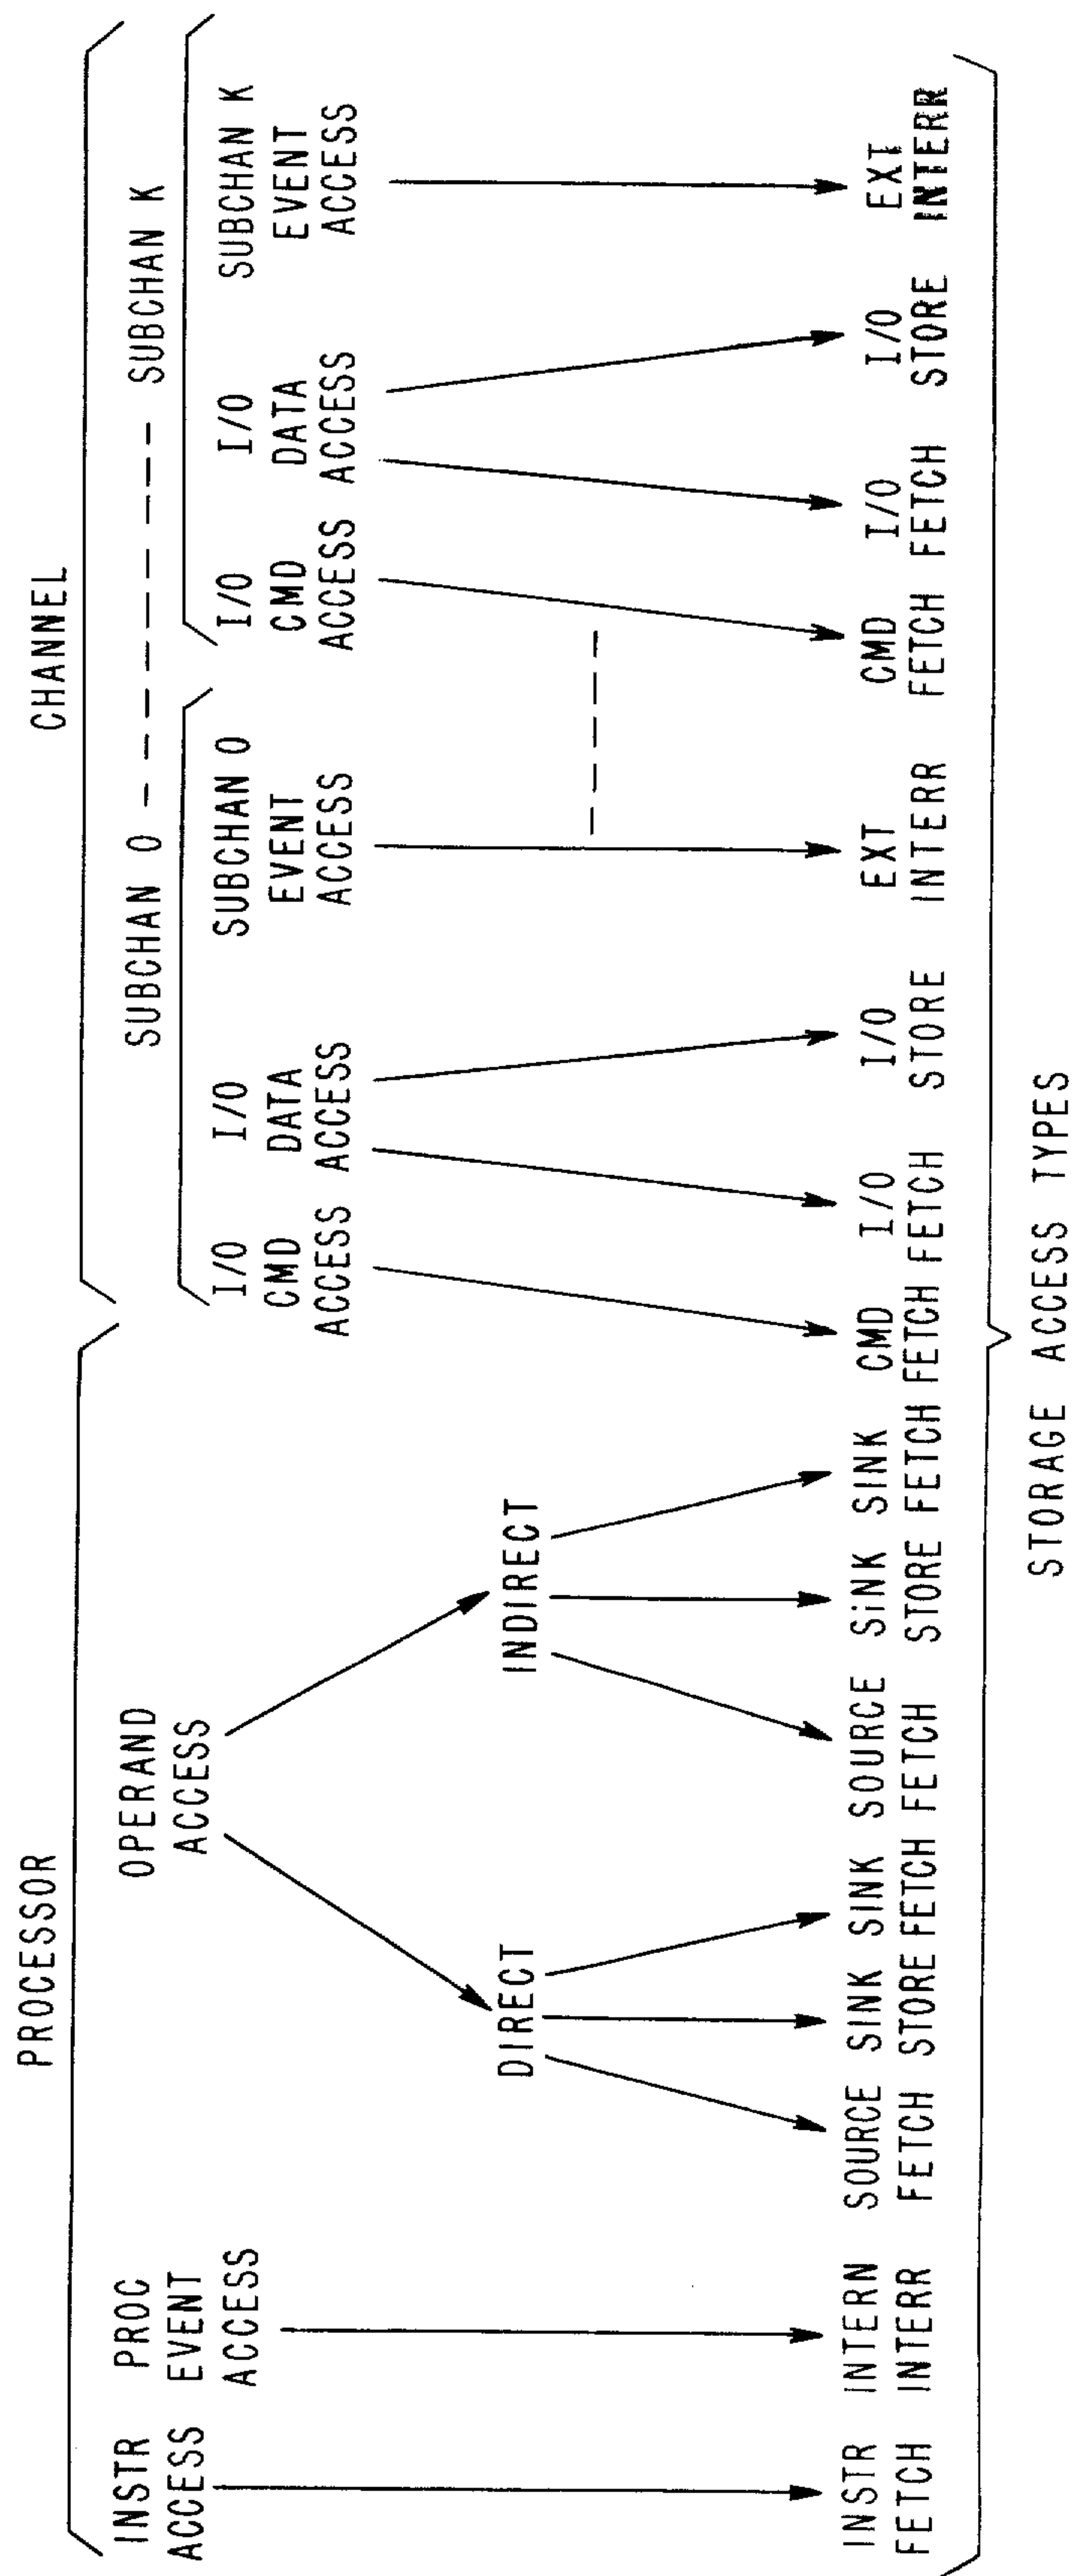 PROCESSOR
CHANNEL
INSTR ACCESS
PROC EVENT ACCESS
OPERAND ACCESS
SUBCHAN 0
SUBCHAN K
I/O CMD ACCESS
I/O DATA ACCESS
SUBCHAN 0 EVENT ACCESS
I/O CMD ACCESS
I/O DATA ACCESS
SUBCHAN K EVENT ACCESS
DIRECT
INDIRECT
INSTR FETCH
INTERN INTERR
SOURCE FETCH
SINK STORE
SINK FETCH
SOURCE FETCH
SINK STORE
SINK FETCH
CMD FETCH
I/O FETCH
I/O STORE
EXT INTERR
CMD FETCH
I/O FETCH
I/O STORE
EXT INTERR
STORAGE ACCESS TYPES